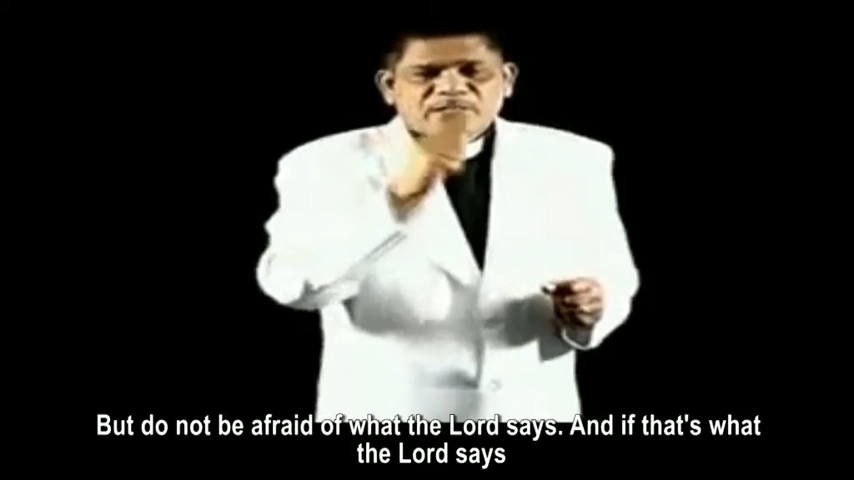 But do not be afraid of what the Lord says. And if that's what
the Lord says